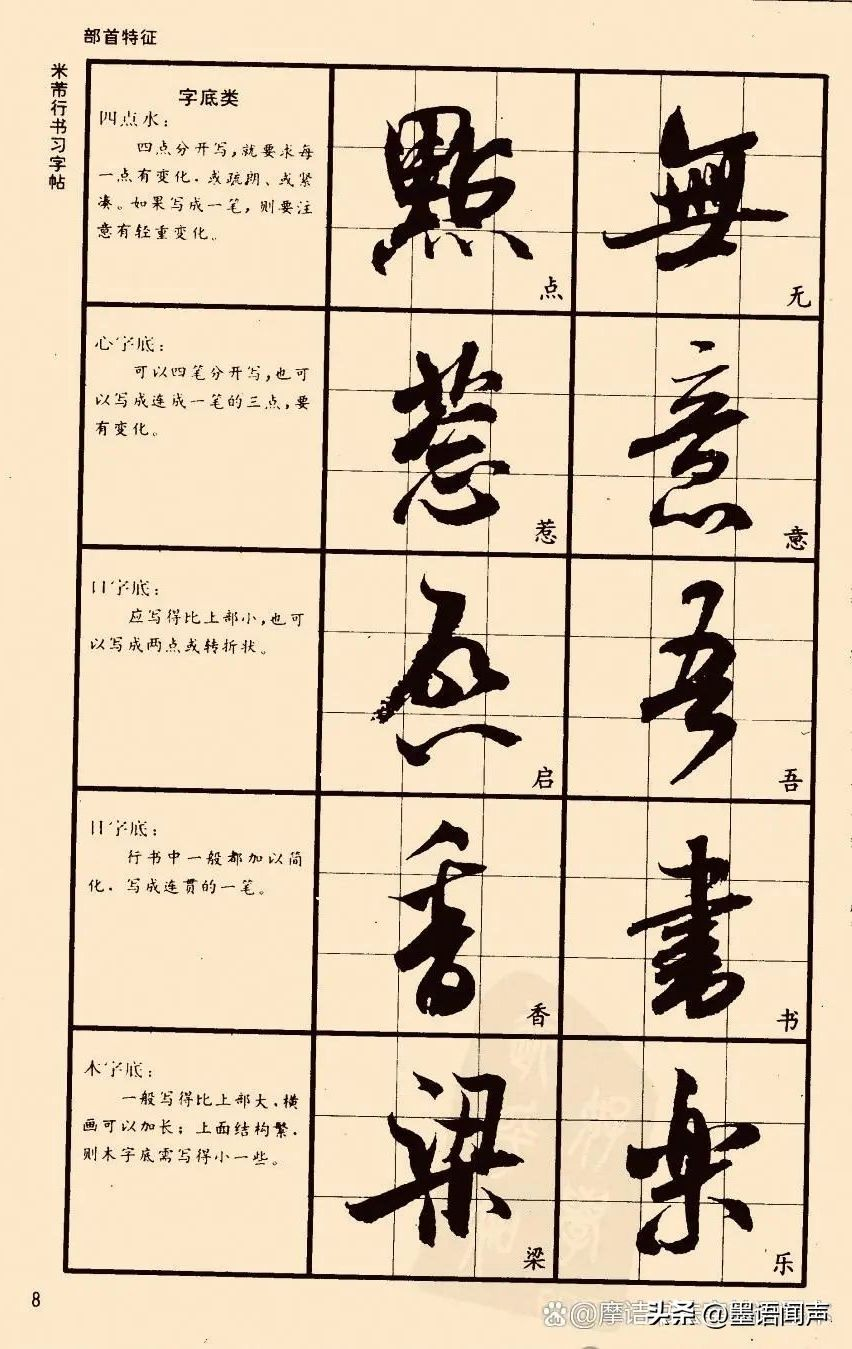 部首特征
米芾行书习字帖
字底类
四点水：
四点分开写，就要求每
一点有变化．或疏朗、或紧
凑。如果写成一笔，则要注
意有轻重变化。
點
点
無
无
心字底：
可以四笔分开写，也可
以写成连成一笔的三点，要
有变化。
惹
惹
意
意
口字底：
应写得比上部小，也可
以写成两点或转折状。
启
吾
吾
日字底：
行书中一般都加以简
化．写成连贯的一笔。
香
香
書
书
木字底：
一般写得比上部大．横
画可以加长；上面结构繁．
则木字底需写得小一些。
梁
梁
楽
乐
8
头条 @墨语闻声